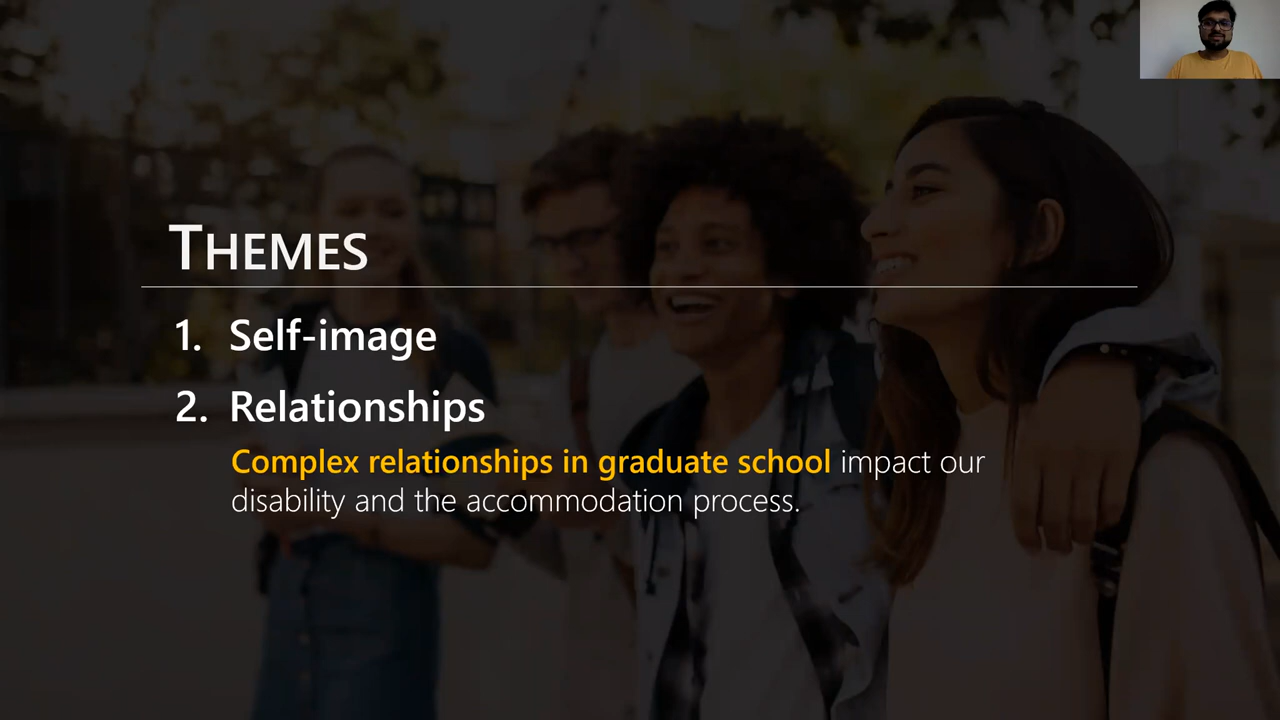 THEMES
1. Self-image
2. Relationships
Complex relationships in graduate school impact our
disability and the accommodation process.